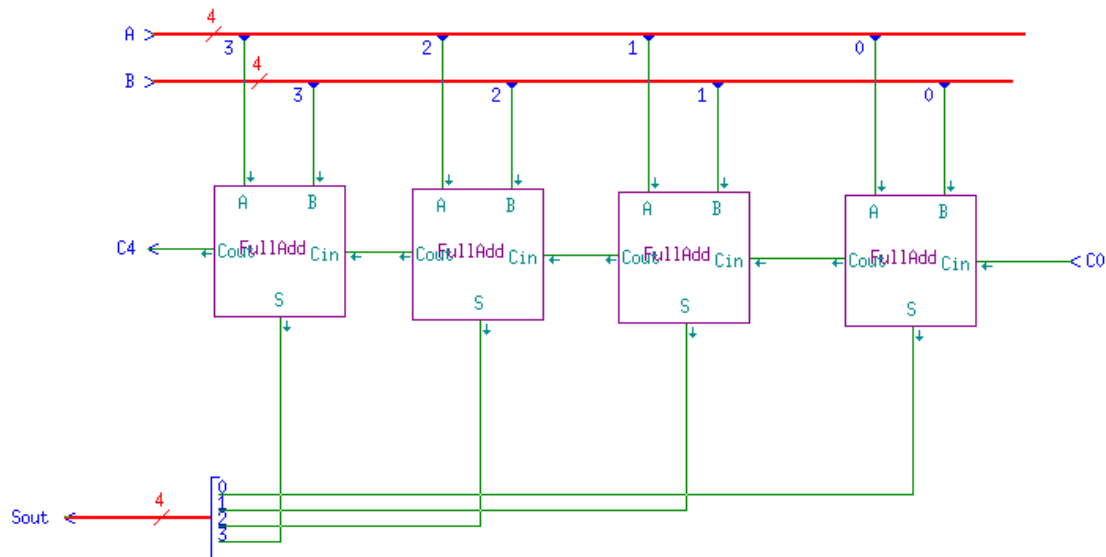 4
A
3 2 1 0
4
B
3 2 1 0
A B A B A B A B
C4 Cout FullAdd Cin Cout FullAdd Cin Cout FullAdd Cin Cout FullAdd Cin C0
S S S S
0
4 1
Sout 2
3